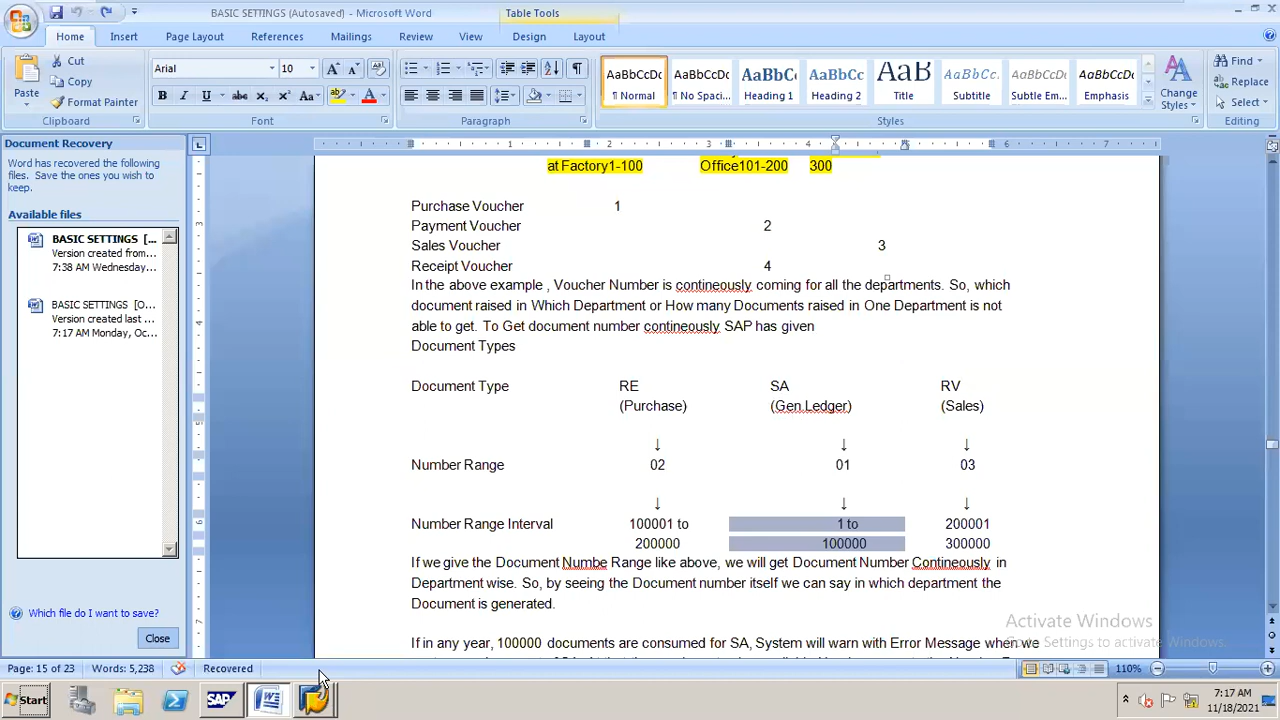 BASIC SETTINGS (Autosaved) - Microsoft Word
Table Tools
Home Insert Page Layout References Mailings Review View Design Layout
Cut
Copy
Format Painter
Paste
Clipboard
Arial 10
Font
Paragraph
AaBbCcDc AaBbCcDc AaBbCc AaBbCc AaB AaBbCcL AaBbCcDc AaBbCcDc
¶ Normal ¶ No Spaci... Heading 1 Heading 2 Title Subtitle Subtle Em... Emphasis
Change
Styles
Styles
Find
Replace
Select
Editing
Document Recovery
Word has recovered the following
files. Save the ones you wish to
keep.
Available files
BASIC SETTINGS [...
Version created from...
7:38 AM Wednesday...
BASIC SETTINGS [O...
Version created last ...
7:17 AM Monday, Oc...
Which file do I want to save?
Close
at Factory1-100 Office101-200 300
Purchase Voucher 1
Payment Voucher 2
Sales Voucher 3
Receipt Voucher 4
In the above example , Voucher Number is contineously coming for all the departments. So, which
document raised in Which Department or How many Documents raised in One Department is not
able to get. To Get document number contineously SAP has given
Document Types
Document Type RE SA RV
(Purchase) (Gen.Ledger) (Sales)
↓ ↓ ↓
Number Range 02 01 03
↓ ↓ ↓
Number Range Interval 100001 to 1 to 200001
200000 100000 300000
If we give the Document Numbe Range like above, we will get Document Number Contineously in
Department wise. So, by seeing the Document number itself we can say in which department the
Document is generated.
If in any year, 100000 documents are consumed for SA, System will warn with Error Message when we
Activate Windows
Go to Settings to activate Windows.
Page: 15 of 23 Words: 5,238 Recovered 110%
Start
SAP
7:17 AM
11/18/2021